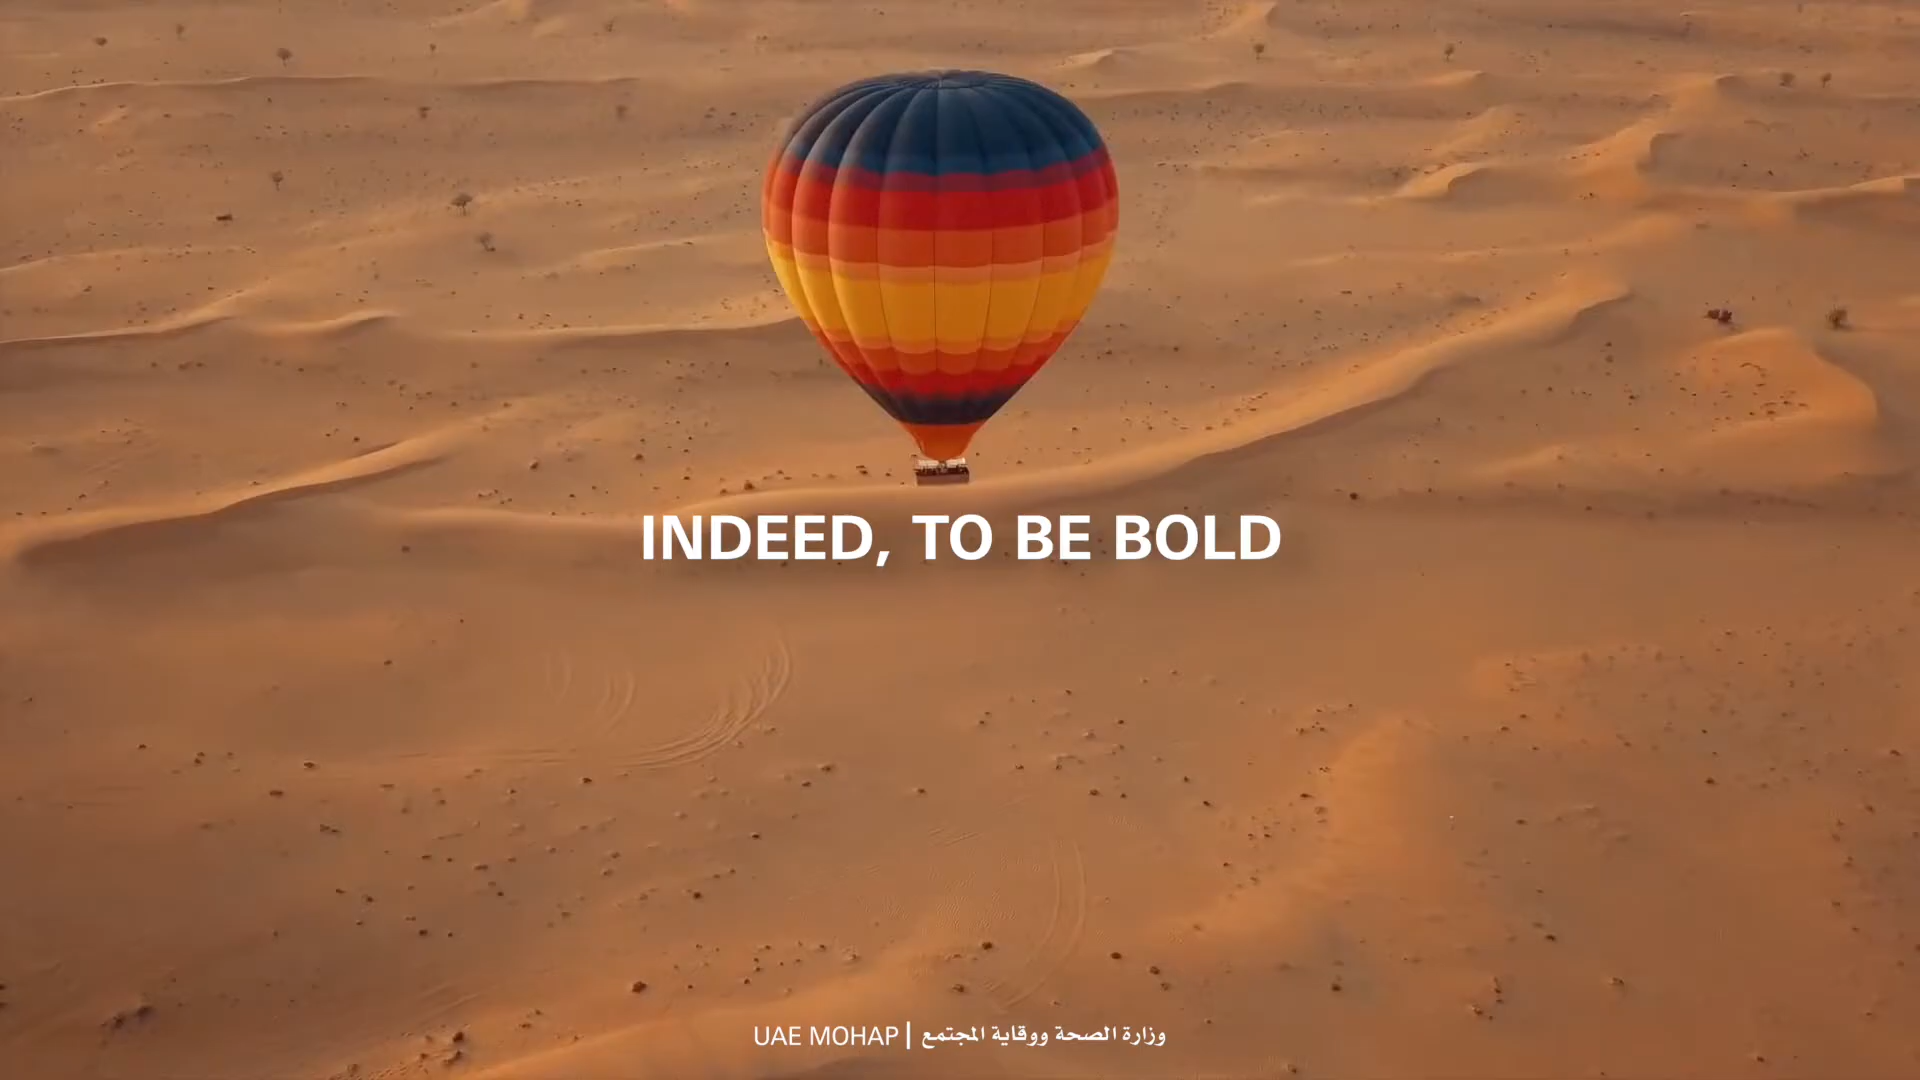 INDEED, TO BE BOLD
UAE MOHAP | وزارة الصحة ووقاية المجتمع